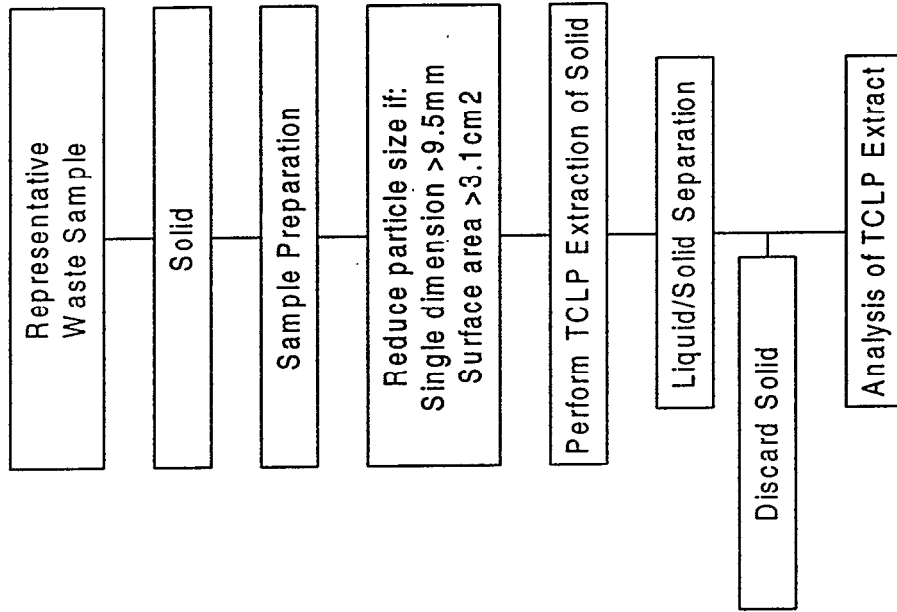 Representative
Waste Sample
Solid
Sample Preparation
Reduce particle size if:
Single dimension >9.5mm
Surface area >3.1cm2
Perform TCLP Extraction of Solid
Liquid/Solid Separation
Discard Solid
Analysis of TCLP Extract